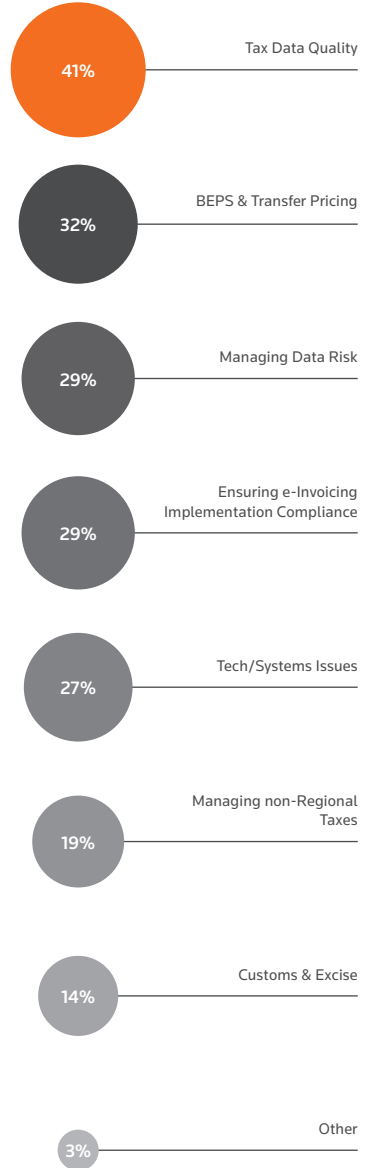 Tax Data Quality
41%
BEPS & Transfer Pricing
32%
Managing Data Risk
29%
Ensuring e-Invoicing
Implementation Compliance
29%
Tech/Systems Issues
27%
Managing non-Regional
Taxes
19%
Customs & Excise
14%
Other
3%